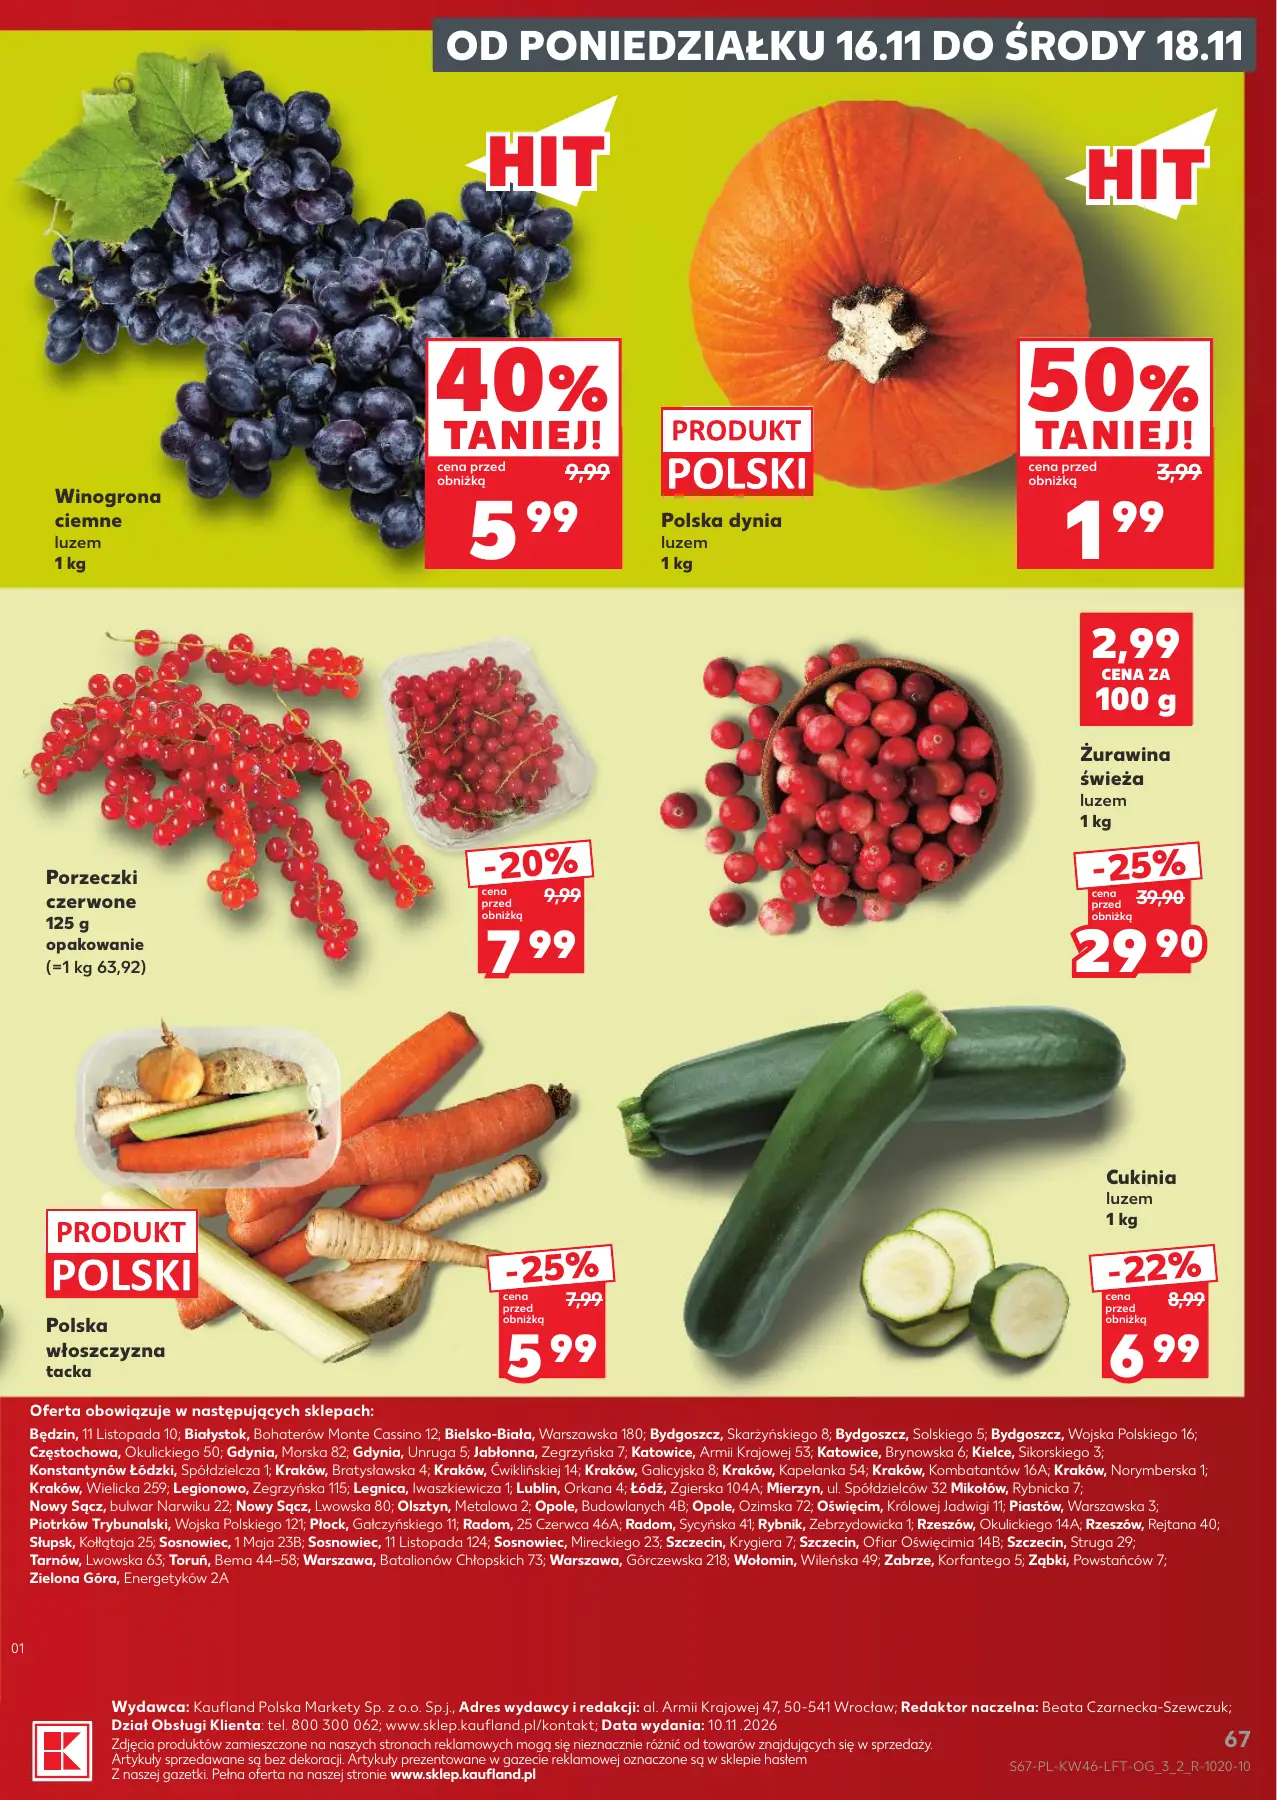 OD PONIEDZIAŁKU 16.11 DO ŚRODY 18.11
HIT
40%
TANIEJ!
cena przed
obniżką
9,99
5 99
Winogrona
ciemne
luzem
1 kg
HIT
50%
TANIEJ!
cena przed
obniżką
3,99
1 99
PRODUKT
POLSKI
Polska dynia
luzem
1 kg
Porzeczki
czerwone
125 g
opakowanie
(=1 kg 63,92)
-20%
cena
przed
obniżką
9,99
7 99
2,99
CENA ZA
100 g
Żurawina
świeża
luzem
1 kg
-25%
cena
przed
obniżką
39,90
29 90
PRODUKT
POLSKI
Polska
włoszczyzna
tacka
-25%
cena
przed
obniżką
7,99
5 99
Cukinia
luzem
1 kg
-22%
cena
przed
obniżką
8,99
6 99
Oferta obowiązuje w następujących sklepach:
Będzin, 11 Listopada 10; Białystok, Bohaterów Monte Cassino 12; Bielsko-Biała, Warszawska 180; Bydgoszcz, Skarżyńskiego 8; Bydgoszcz, Solskiego 5; Bydgoszcz, Wojska Polskiego 16;
Częstochowa, Okulickiego 50; Gdynia, Morska 82; Gdynia, Unruga 5; Jabłonna, Zegrzyńska 7; Katowice, Armii Krajowej 53; Katowice, Brynowska 6; Kielce, Sikorskiego 3;
Konstantynów Łódzki, Spółdzielcza 1; Kraków, Bratysławska 4; Kraków, Ćwiklińskiej 14; Kraków, Galicyjska 8; Kraków, Kapelanka 54; Kraków, Kombatantów 16A; Kraków, Norymberska 1;
Kraków, Wielicka 259; Legionowo, Zegrzyńska 115; Legnica, Iwaszkiewicza 1; Lublin, Orkana 4; Łódź, Zgierska 104A; Mierzyn, ul. Spółdzielców 32 Mikołów, Rybnicka 7;
Nowy Sącz, bulwar Narwiku 22; Nowy Sącz, Lwowska 80; Olsztyn, Metalowa 2; Opole, Budowlanych 4B; Opole, Ozimska 72; Oświęcim, Królowej Jadwigi 11; Piastów, Warszawska 3;
Piotrków Trybunalski, Wojska Polskiego 121; Płock, Gałczyńskiego 11; Radom, 25 Czerwca 46A; Radom, Sycyńska 41; Rybnik, Zebrzydowicka 1; Rzeszów, Okulickiego 14A; Rzeszów, Rejtana 40;
Słupsk, Kołłątaja 25; Sosnowiec, 1 Maja 23B; Sosnowiec, 11 Listopada 124; Sosnowiec, Mireckiego 23; Szczecin, Krygiera 7; Szczecin, Ofiar Oświęcimia 14B; Szczecin, Struga 29;
Tarnów, Lwowska 63; Toruń, Bema 44–58; Warszawa, Batalionów Chłopskich 73; Warszawa, Górczewska 218; Wołomin, Wileńska 49; Zabrze, Korfantego 5; Ząbki, Powstańców 7;
Zielona Góra, Energetyków 2A
01
Wydawca: Kaufland Polska Markety Sp. z o.o. Sp.j., Adres wydawcy i redakcji: al. Armii Krajowej 47, 50-541 Wrocław; Redaktor naczelna: Beata Czarnecka-Szewczuk;
Dział Obsługi Klienta: tel. 800 300 062; www.sklep.kaufland.pl/kontakt; Data wydania: 10.11.2026
Zdjęcia produktów zamieszczone na naszych stronach reklamowych mogą się nieznacznie różnić od towarów znajdujących się w sprzedaży.
Artykuły sprzedawane są bez dekoracji. Artykuły prezentowane w gazecie reklamowej oznaczone są w sklepie hasłem
Z naszej gazetki. Pełna oferta na naszej stronie www.sklep.kaufland.pl
67
S67-PL-KW46-LFT-OG_3_2_R-1020-10